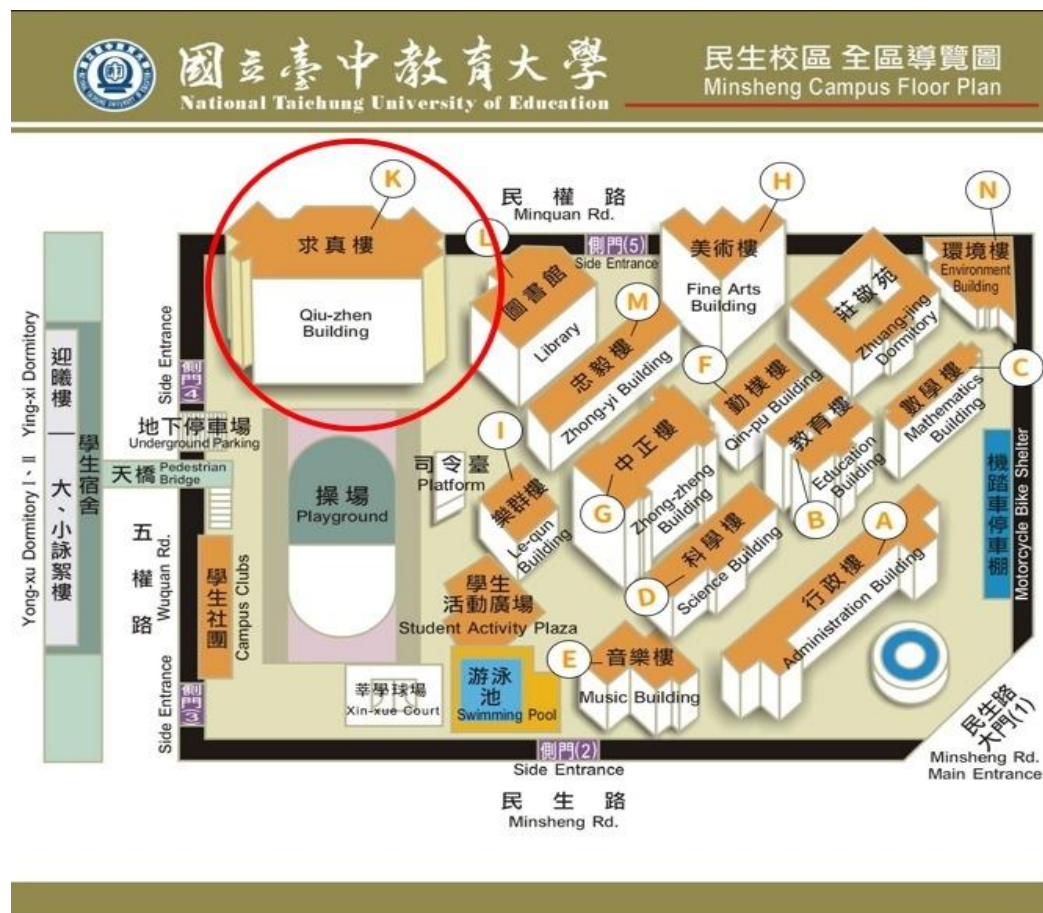 國立臺中教育大學
National Taichung University of Education
民生校區 全區導覽圖
Minsheng Campus Floor Plan
K
求真樓
Qiu-zhen
Building
民權路
Minquan Rd.
側門(5)
Side Entrance
L
圖書館
Library
M
忠毅樓
Zhong-yi Building
H
美術樓
Fine Arts
Building
莊敬苑
Zhuang-jing
Dormitory
N
環境樓
Environment
Building
F
勤樸樓
Qin-pu Building
教育樓
Education
Building
B
C
數學樓
Mathematics
Building
機踏車停車棚
Motorcycle Bike Shelter
Ying-xi Dormitory
Yong-xu Dormitory I、II
迎曦樓
大、小詠絮樓
學生宿舍
Side Entrance
側門(4)
地下停車場
Underground Parking
天橋
Pedestrian
Bridge
五權路
Wuquan Rd.
學生社團
Campus Clubs
Side Entrance
側門(3)
操場
Playground
司令臺
Platform
I
樂群樓
Le-qun
Building
中正樓
G
Zhong-zheng
Building
科學樓
D
Science Building
A
行政樓
Administration Building
學生
活動廣場
Student Activity Plaza
莘學球場
Xin-xue Court
游泳
池
Swimming Pool
E
音樂樓
Music Building
側門(2)
Side Entrance
民生路
Minsheng Rd.
民生路
大門(1)
Minsheng Rd.
Main Entrance